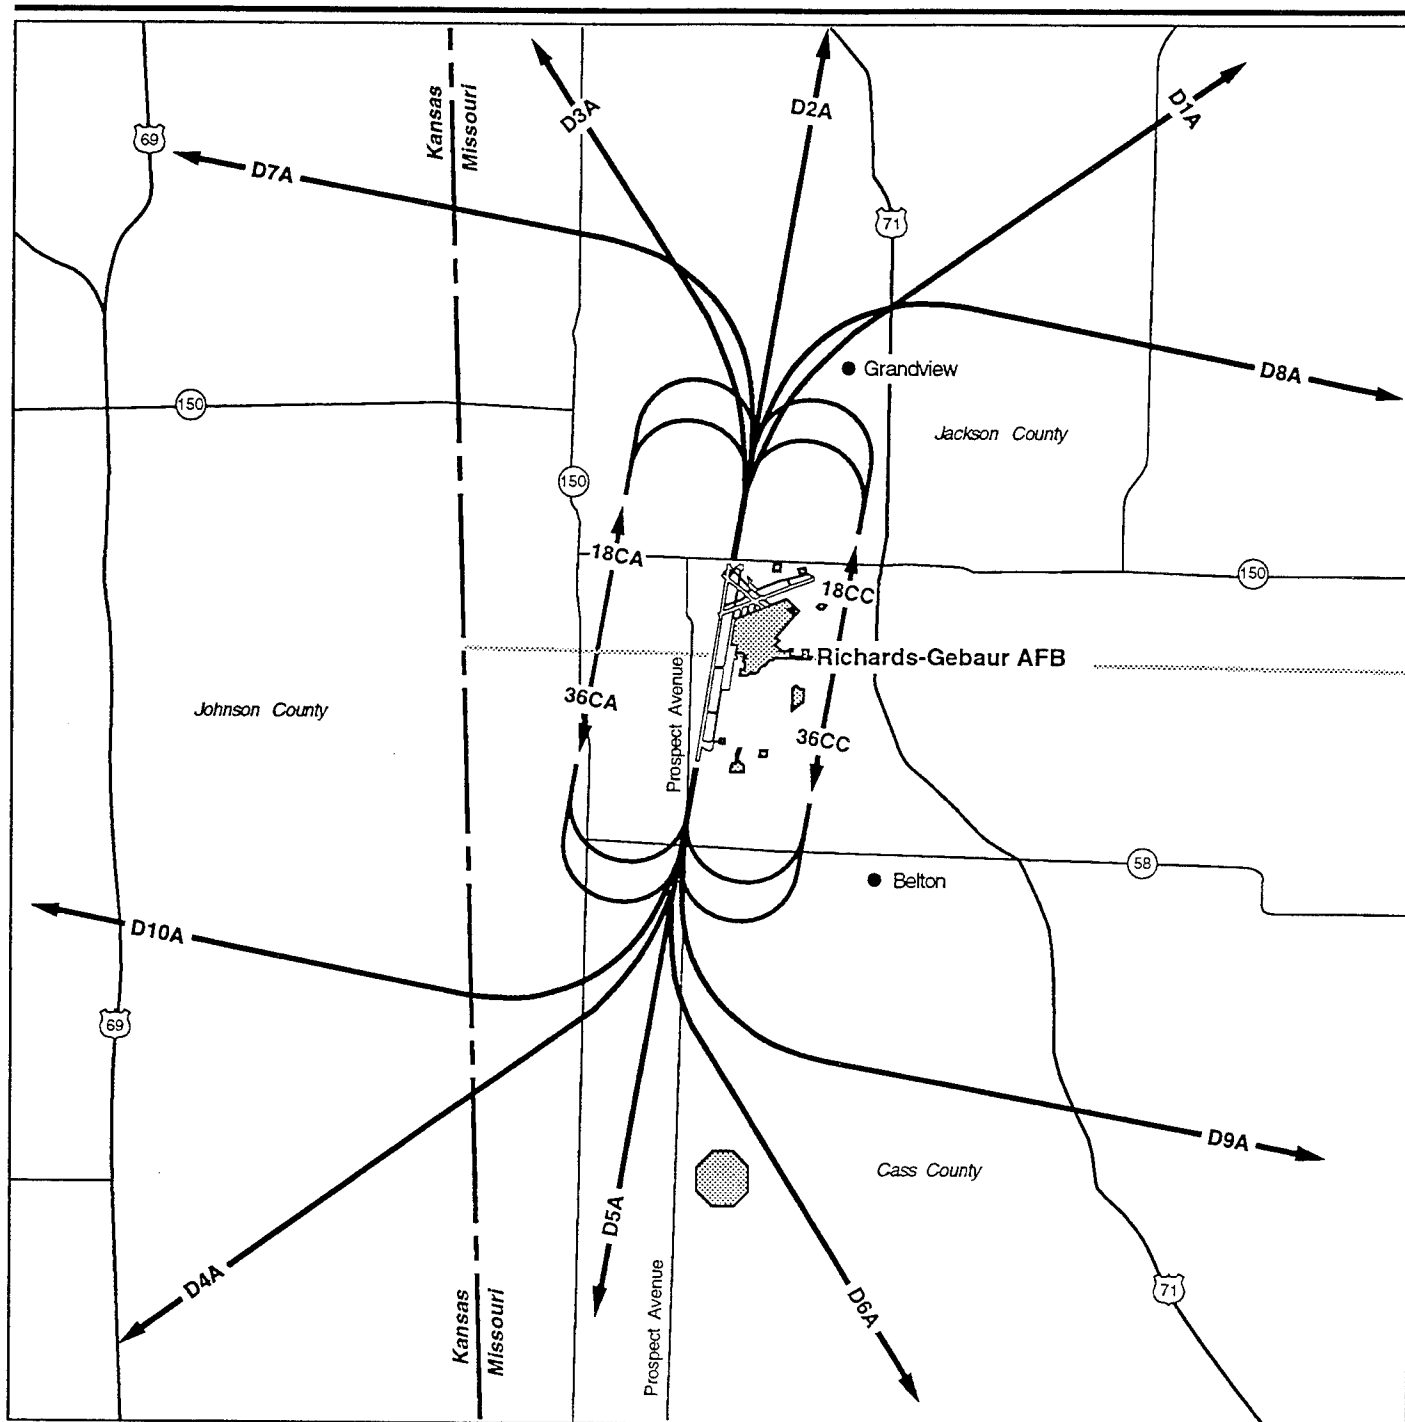 D3A
D2A
D1A
Kansas
Missouri
69
D7A
71
Grandview
D8A
150
Jackson County
150
18CA
150
18CC
Richards-Gebaur AFB
Prospect Avenue
36CA
Johnson County
36CC
58
Belton
D10A
69
D9A
Cass County
D5A
D4A
71
D6A
Kansas
Missouri
Prospect Avenue